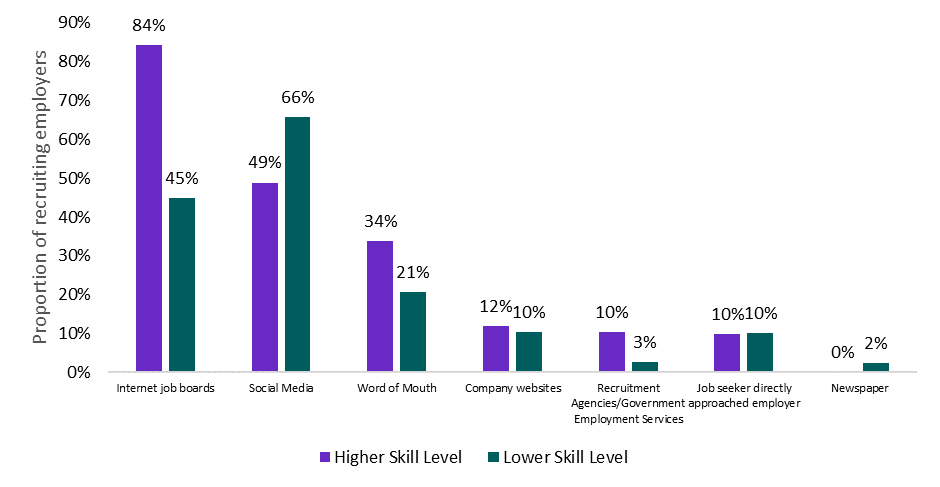 Proportion of recruiting employers
90%
80%
70%
60%
50%
40%
30%
20%
10%
0%
84%
45%
49%
66%
34%
21%
12%
10%
10%
3%
10%
10%
0%
2%
Internet job boards
Social Media
Word of Mouth
Company websites
Recruitment
Agencies/Government
Employment Services
Job seeker directly
approached employer
Newspaper
Higher Skill Level
Lower Skill Level